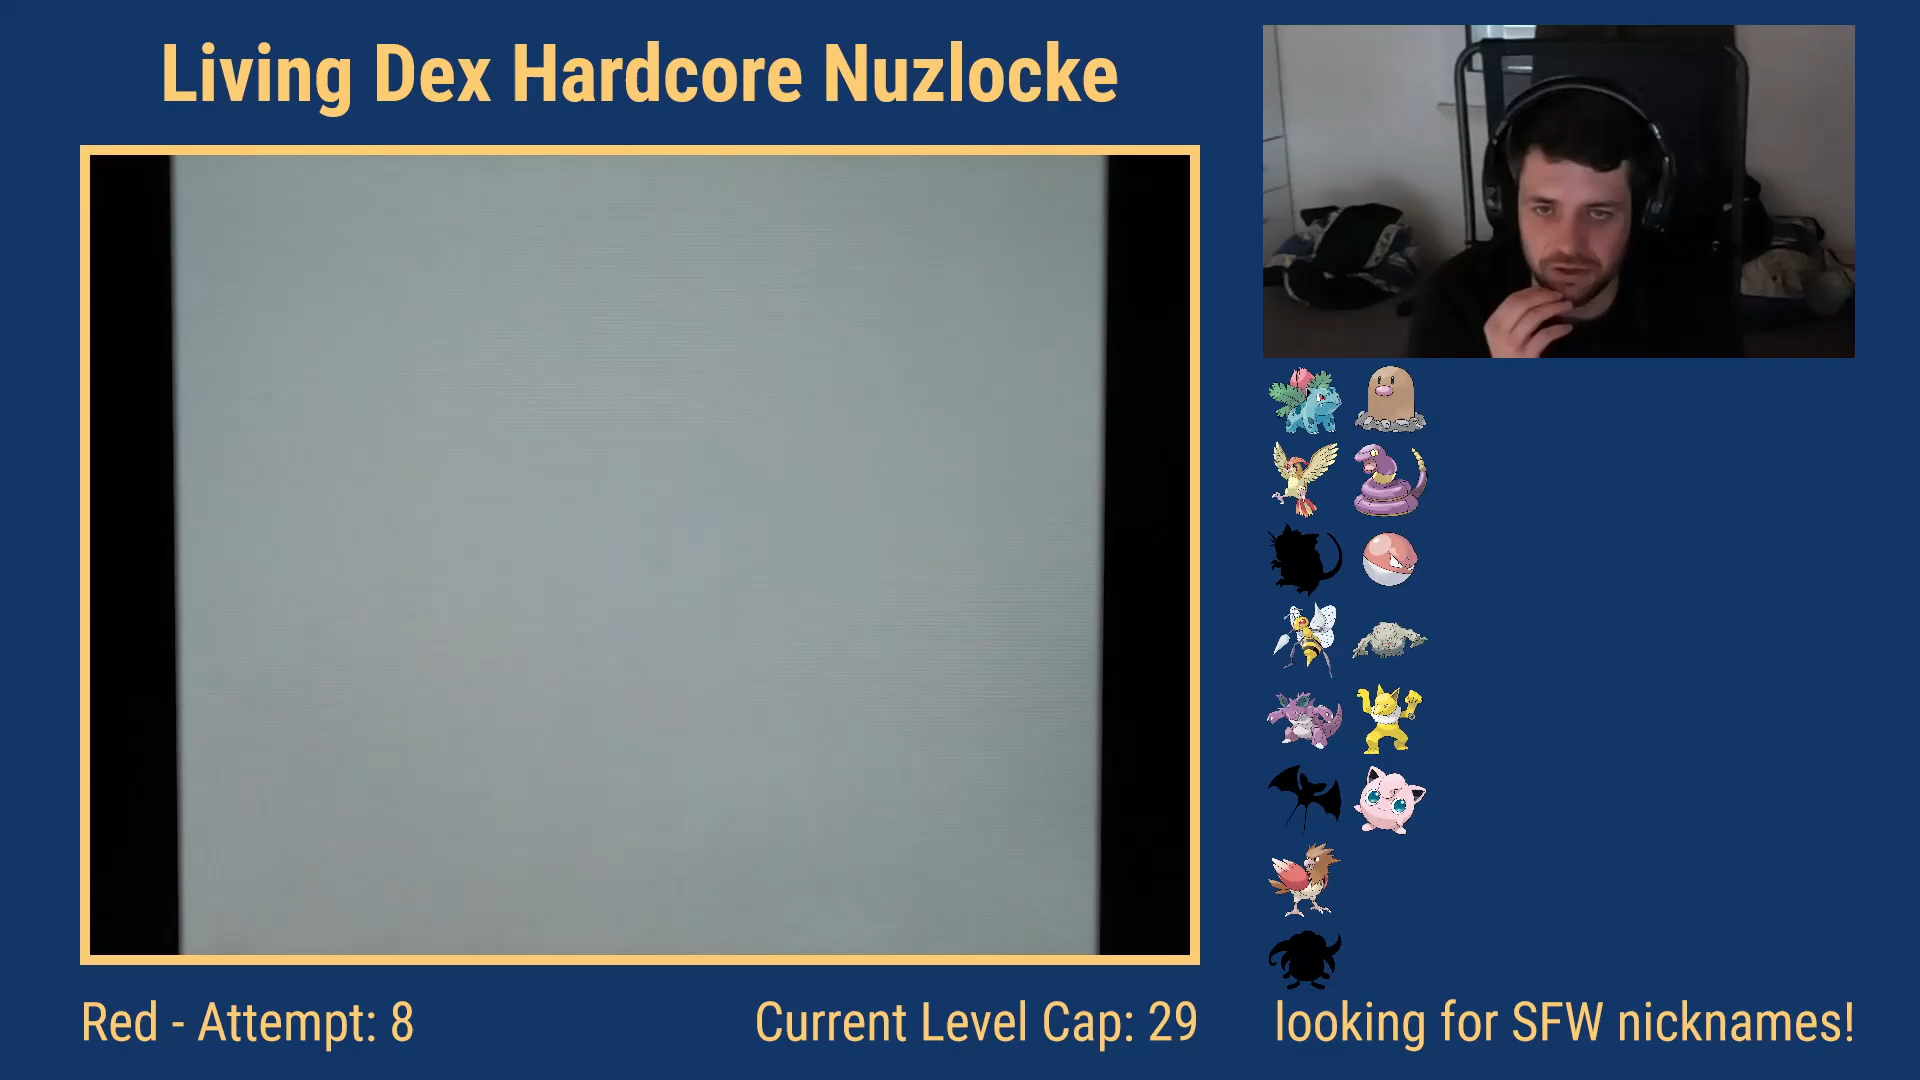 Living Dex Hardcore Nuzlocke
Red - Attempt: 8
Current Level Cap: 29
looking for SFW nicknames!